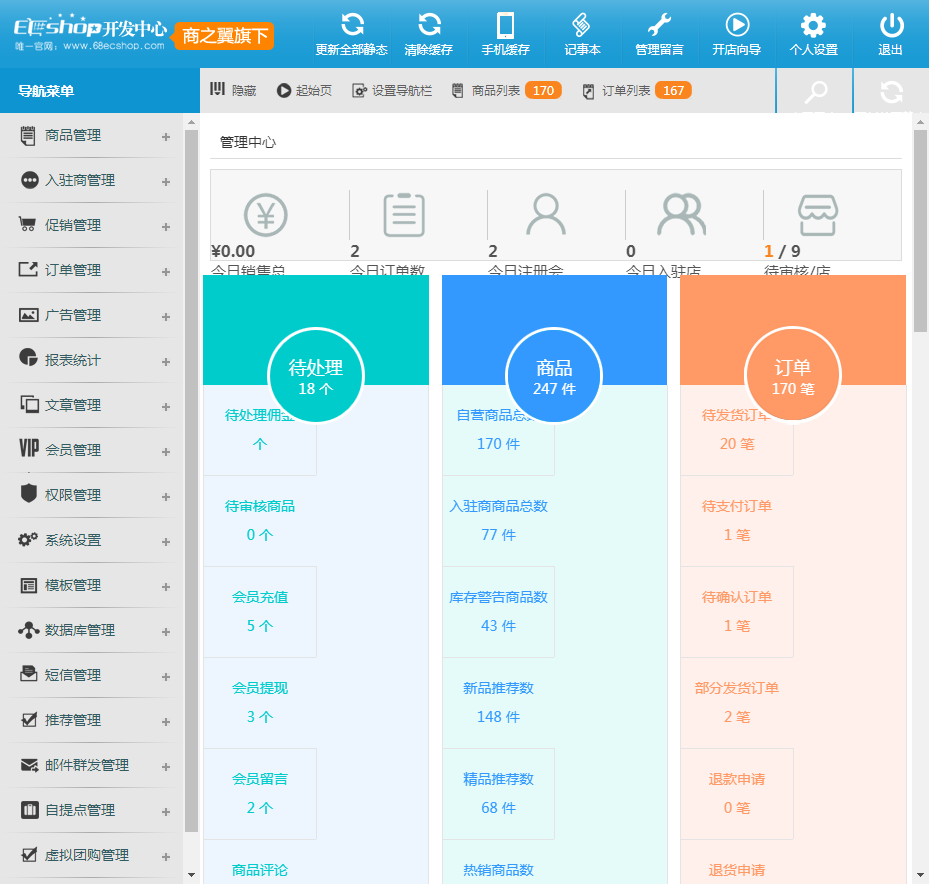 ECshop开发中心
唯一官网：www.68ecshop.com
商之翼旗下
更新全部静态
清除缓存
手机缓存
记事本
管理留言
开店向导
个人设置
退出
导航菜单
隐藏
起始页
设置导航栏
商品列表 170
订单列表 167
商品管理 +
入驻商管理 +
促销管理 +
订单管理 +
广告管理 +
报表统计 +
文章管理 +
VIP 会员管理 +
权限管理 +
系统设置 +
模板管理 +
数据库管理 +
短信管理 +
推荐管理 +
邮件群发管理 +
自提点管理 +
虚拟团购管理 +
管理中心
¥0.00
今日销售总
2
今日订单数
2
今日注册会
0
今日入驻店
1 / 9
待审核/店
待处理
18 个
待处理佣金
个
待审核商品
0 个
会员充值
5 个
会员提现
3 个
会员留言
2 个
商品评论
商品
247 件
自营商品总
170 件
入驻商商品总数
77 件
库存警告商品数
43 件
新品推荐数
148 件
精品推荐数
68 件
热销商品数
订单
170 笔
待发货订单
20 笔
待支付订单
1 笔
待确认订单
1 笔
部分发货订单
2 笔
退款申请
0 笔
退货申请